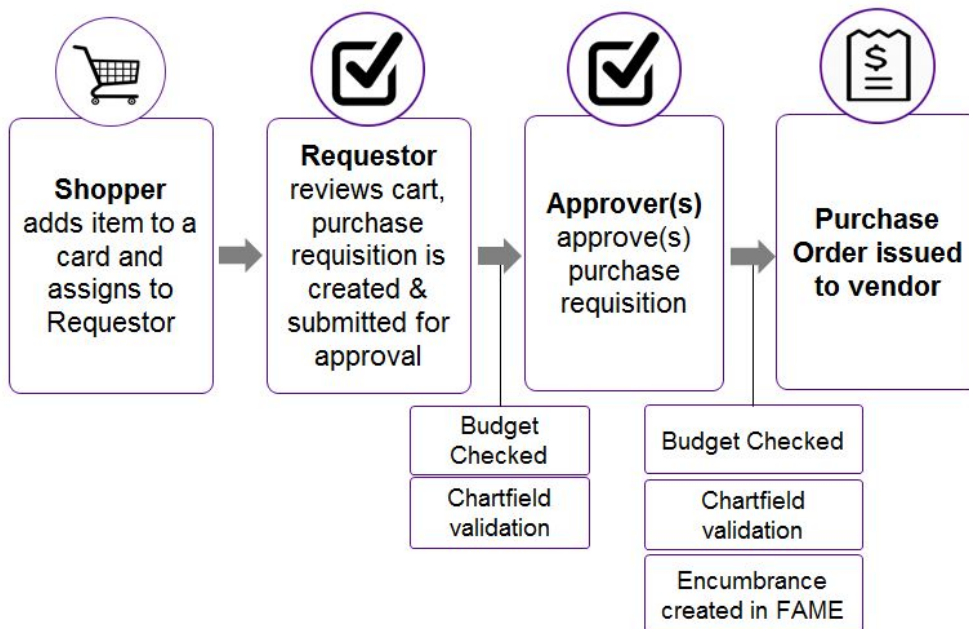 Shopper
adds item to a
card and
assigns to
Requestor
Requestor
reviews cart,
purchase
requisition is
created &
submitted for
approval
Approver(s)
approve(s)
purchase
requisition
$
Purchase
Order issued
to vendor
Budget
Checked
Chartfield
validation
Budget Checked
Chartfield
validation
Encumbrance
created in FAME